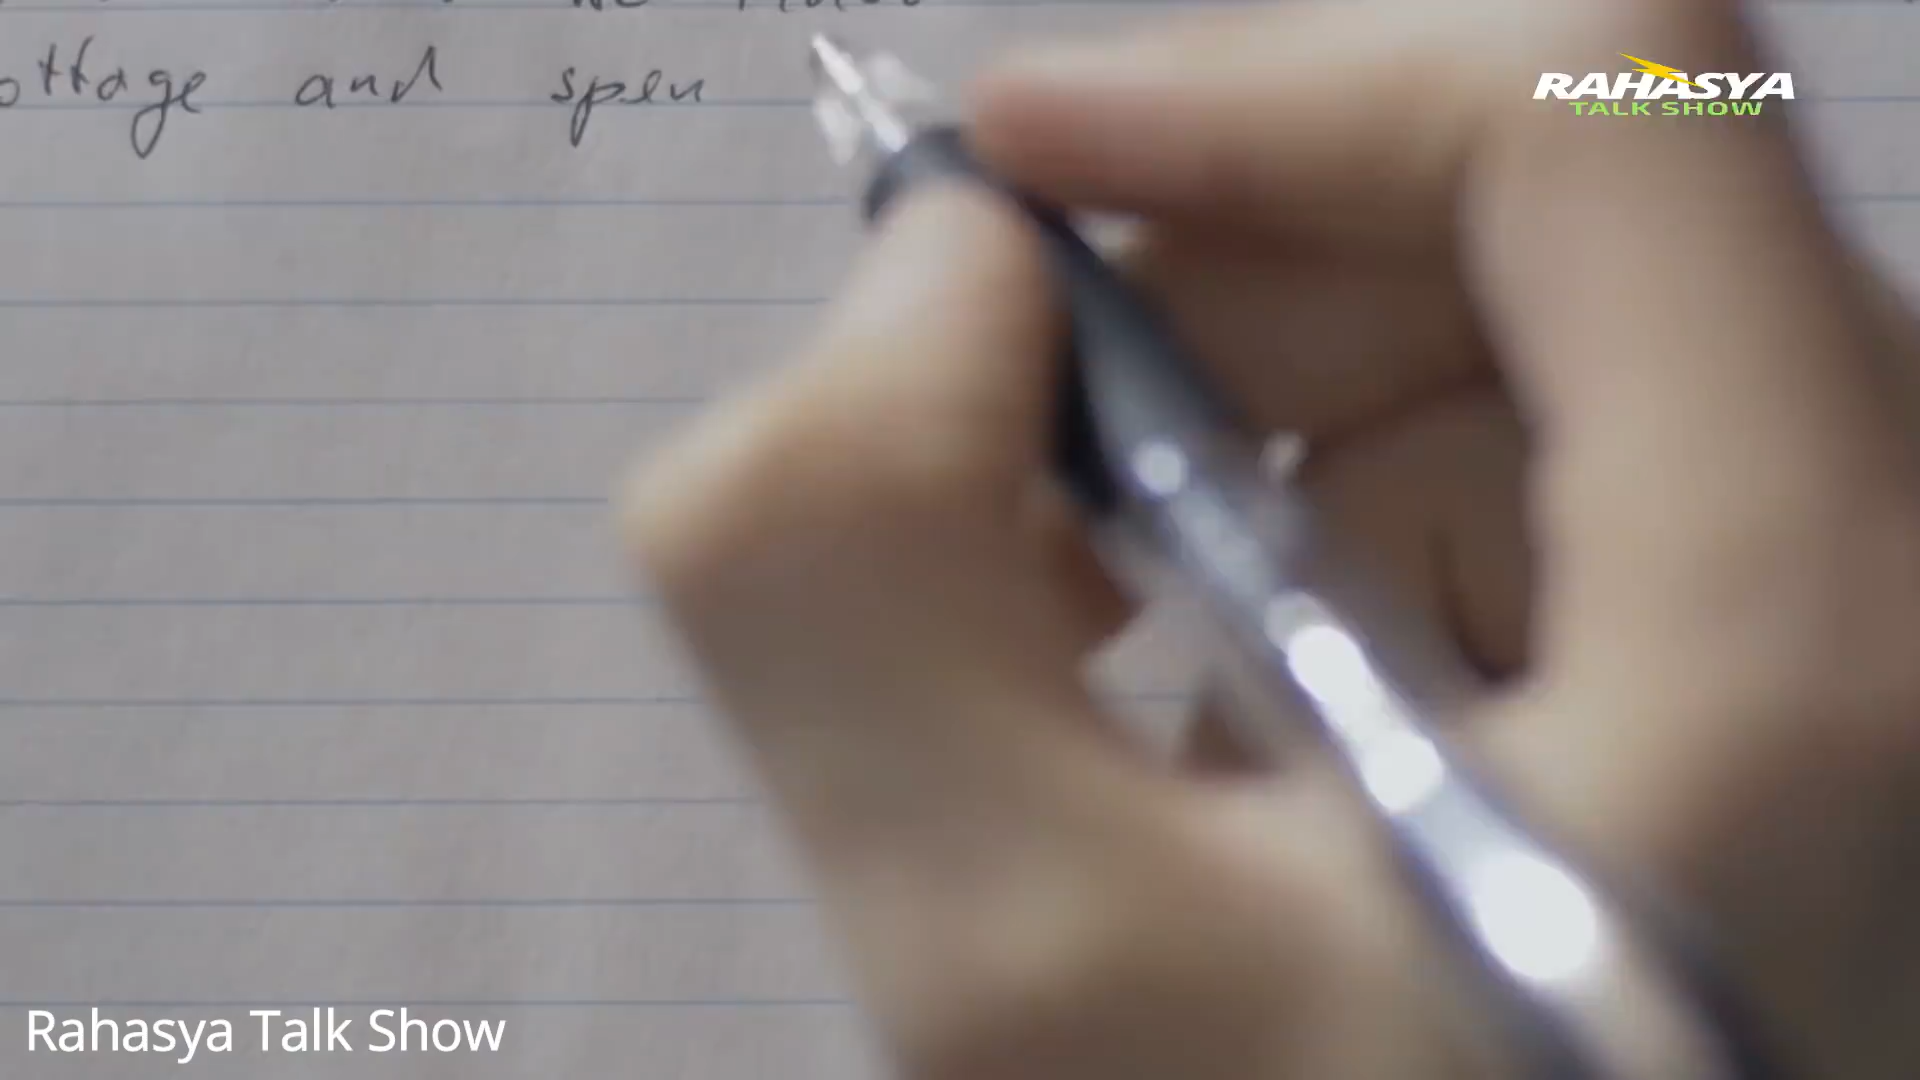 ottage and spen
RAHASYA
TALK SHOW
Rahasya Talk Show